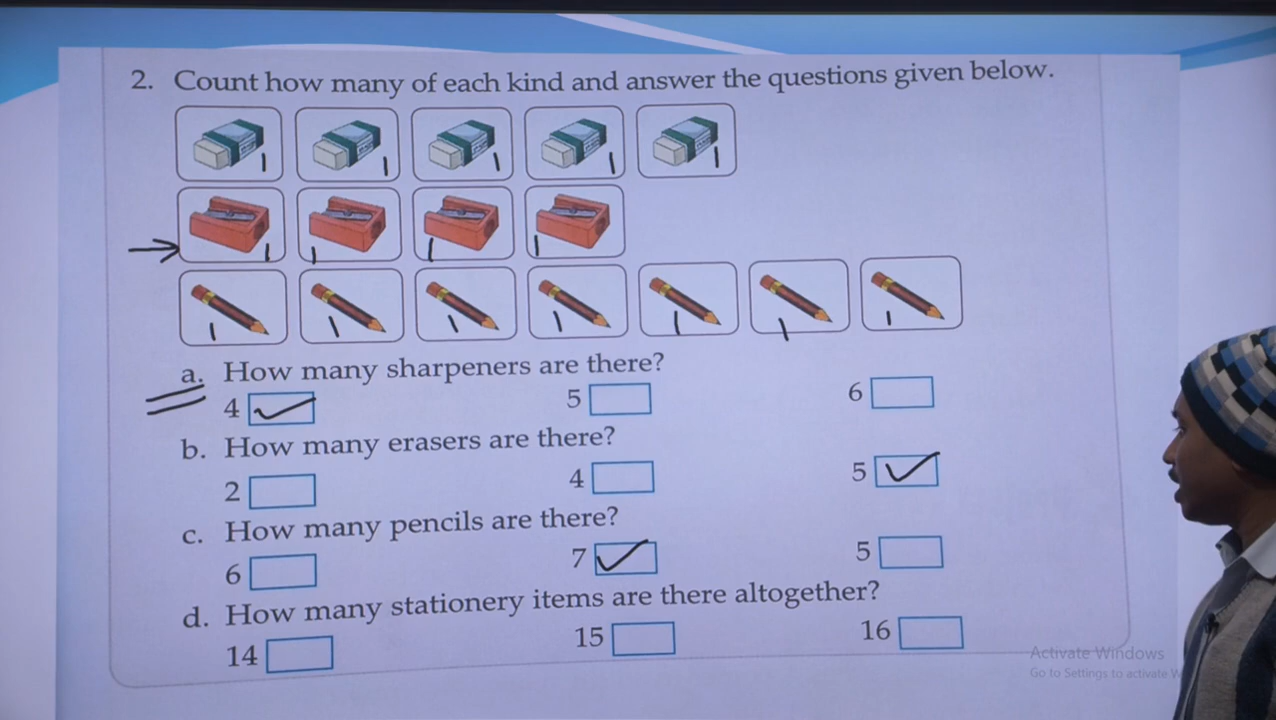 2. Count how many of each kind and answer the questions given below.
a. How many sharpeners are there?
4 5 6
b. How many erasers are there?
2 4 5
c. How many pencils are there?
6 7 5
d. How many stationery items are there altogether?
14 15 16
Activate Windows
Go to Settings to activate W